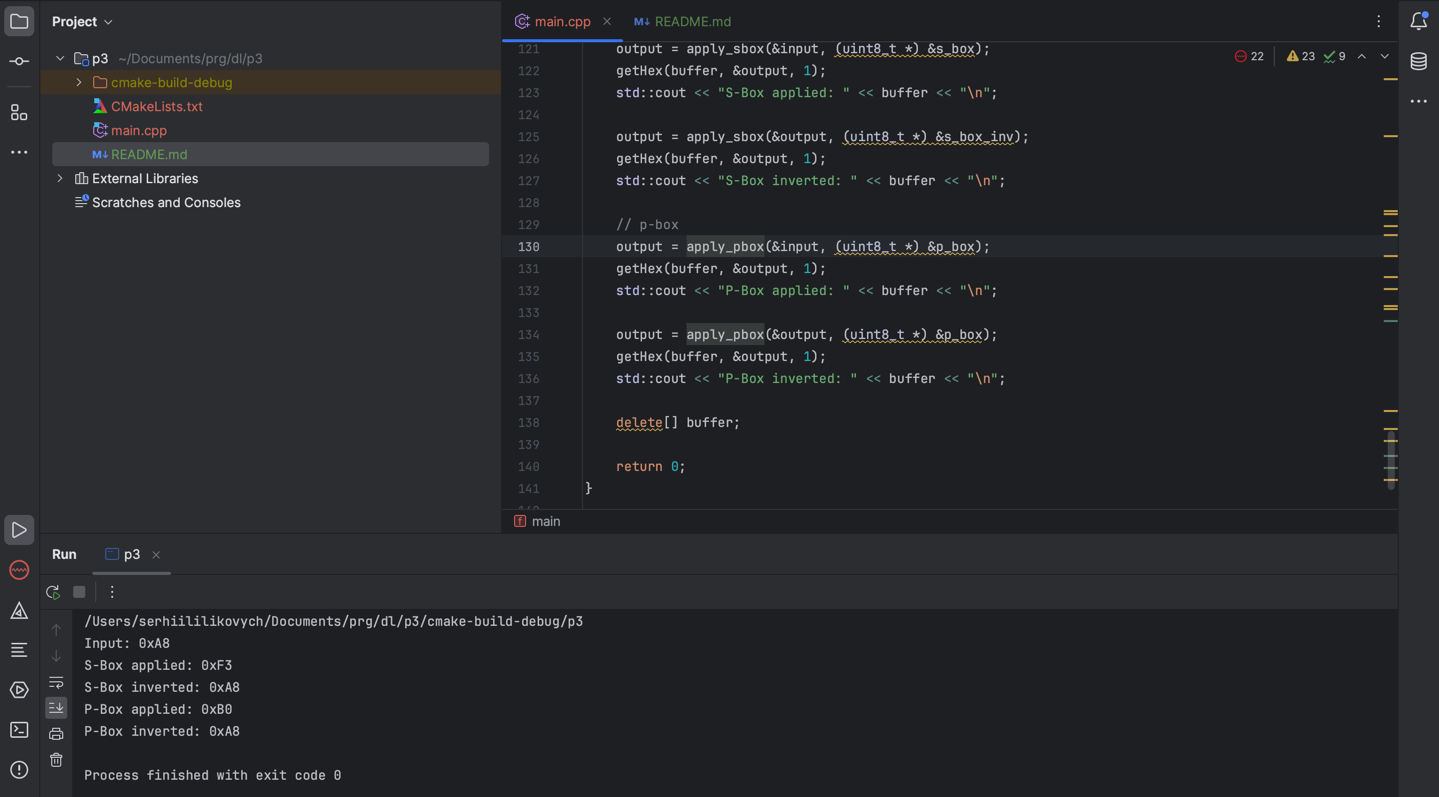 Project
p3 ~/Documents/prg/dl/p3
cmake-build-debug
CMakeLists.txt
main.cpp
M↓ README.md
External Libraries
Scratches and Consoles
main.cpp
M↓ README.md
22 23 9
121 output = apply_sbox(&input, (uint8_t *) &s_box);
122 getHex(buffer, &output, 1);
123 std::cout << "S-Box applied: " << buffer << "\n";
124
125 output = apply_sbox(&output, (uint8_t *) &s_box_inv);
126 getHex(buffer, &output, 1);
127 std::cout << "S-Box inverted: " << buffer << "\n";
128
129 // p-box
130 output = apply_pbox(&input, (uint8_t *) &p_box);
131 getHex(buffer, &output, 1);
132 std::cout << "P-Box applied: " << buffer << "\n";
133
134 output = apply_pbox(&output, (uint8_t *) &p_box);
135 getHex(buffer, &output, 1);
136 std::cout << "P-Box inverted: " << buffer << "\n";
137
138 delete[] buffer;
139
140 return 0;
141 }
f main
Run p3
/Users/serhiililikovych/Documents/prg/dl/p3/cmake-build-debug/p3
Input: 0xA8
S-Box applied: 0xF3
S-Box inverted: 0xA8
P-Box applied: 0xB0
P-Box inverted: 0xA8
Process finished with exit code 0